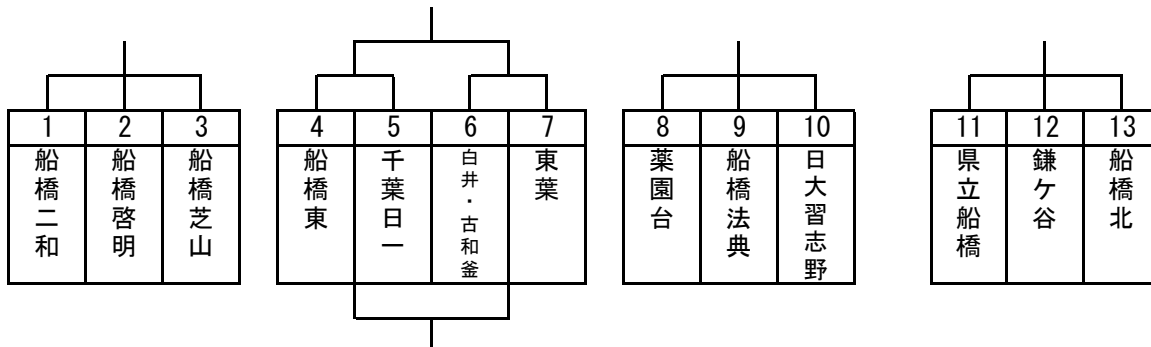 1
船橋二和
2
船橋啓明
3
船橋芝山
4
船橋東
5
千葉日一
6
白井・古和釜
7
東葉
8
薬園台
9
船橋法典
10
日大習志野
11
県立船橋
12
鎌ケ谷
13
船橋北